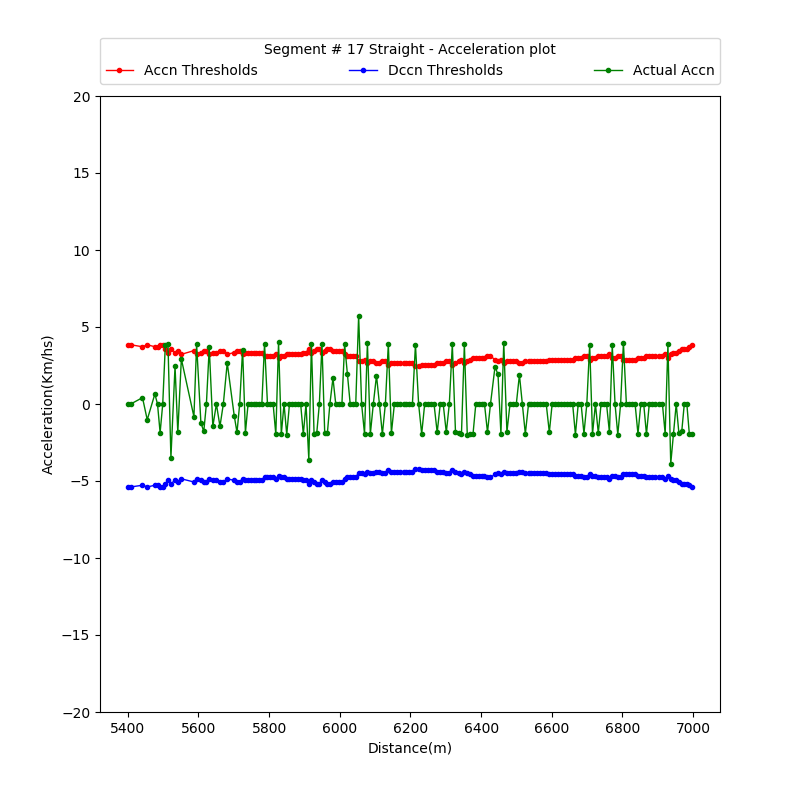 Segment # 17 Straight - Acceleration plot
Accn Thresholds Dccn Thresholds Actual Accn
20
15
10
5
0
−5
−10
−15
−20
Acceleration(Km/hs)
5400 5600 5800 6000 6200 6400 6600 6800 7000
Distance(m)